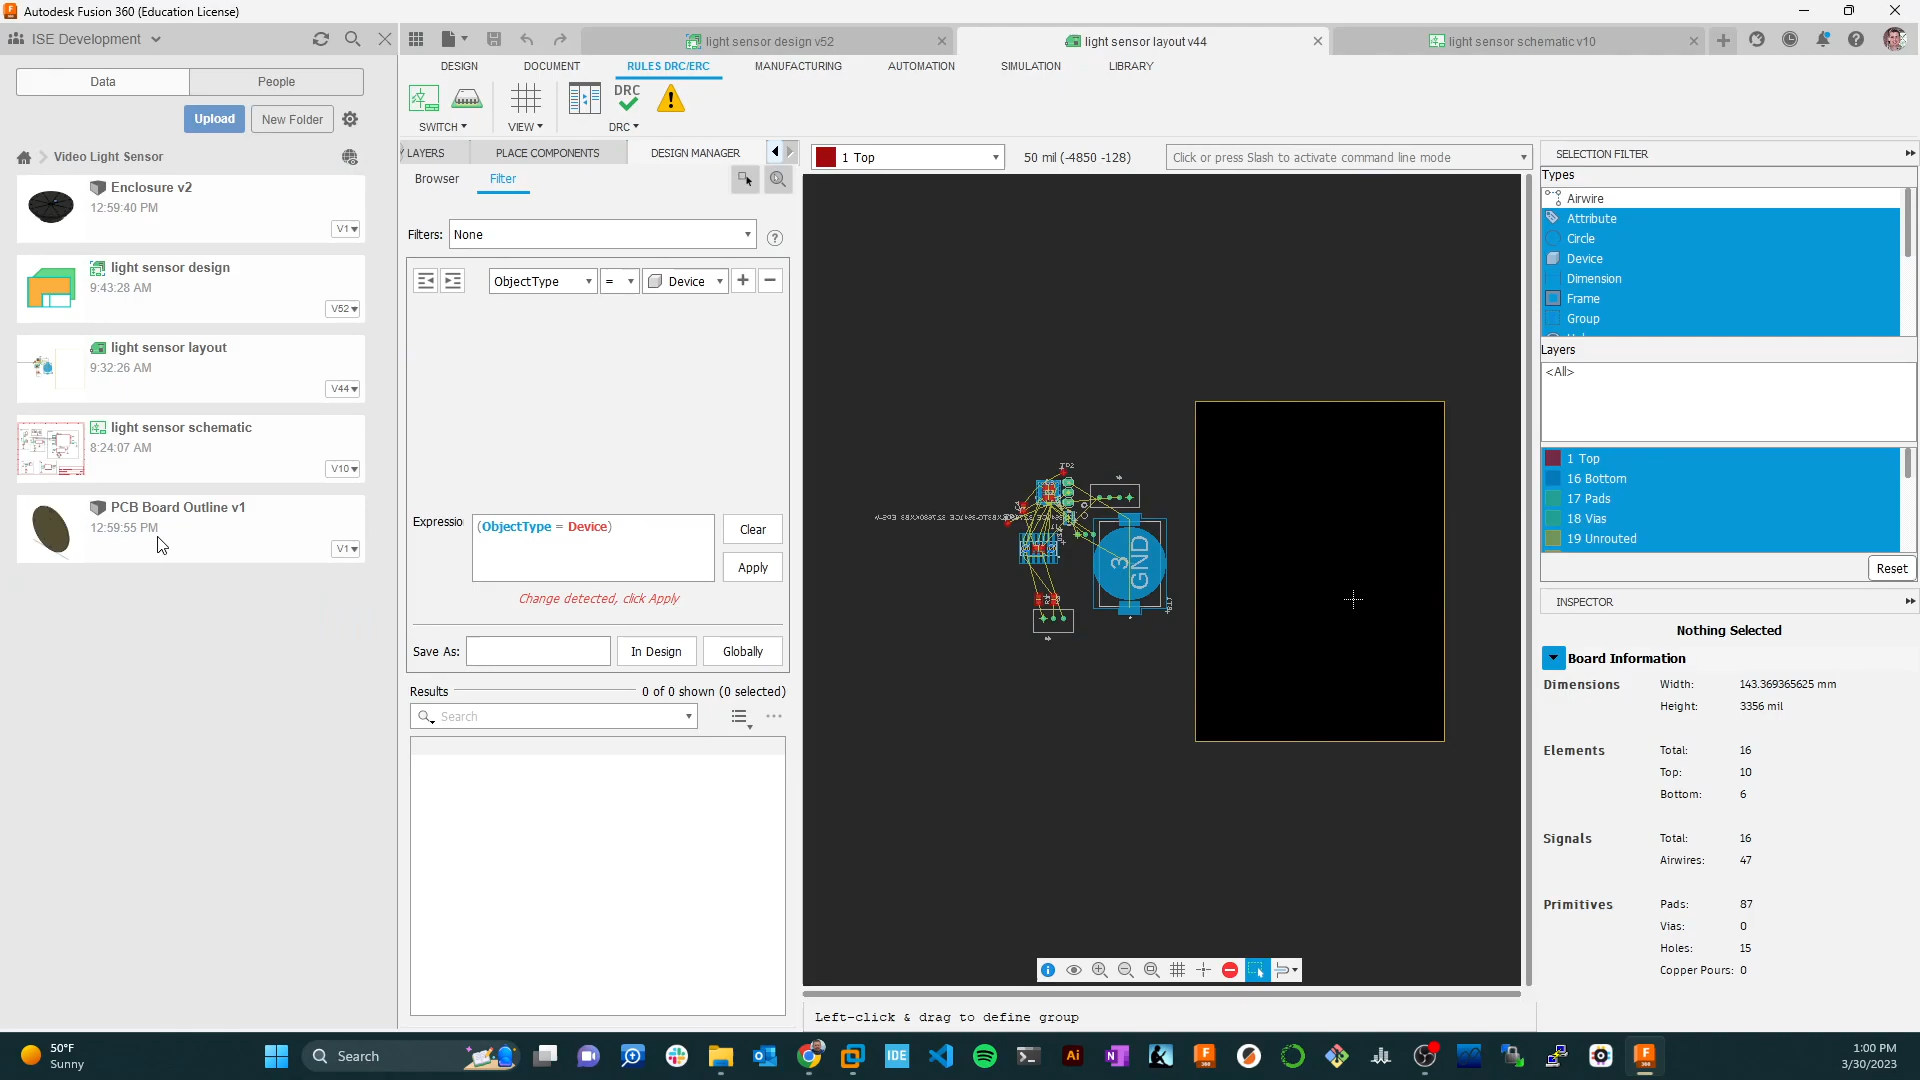 Autodesk Fusion 360 (Education License)
ISE Development
light sensor design v52
light sensor layout v44
light sensor schematic v10
DESIGN
DOCUMENT
RULES DRC/ERC
MANUFACTURING
AUTOMATION
SIMULATION
LIBRARY
SWITCH
VIEW
DRC
DRC
Data
People
Upload
New Folder
Video Light Sensor
Enclosure v2
12:59:40 PM
V1
light sensor design
9:43:28 AM
V52
light sensor layout
9:32:26 AM
V44
light sensor schematic
8:24:07 AM
V10
PCB Board Outline v1
12:59:55 PM
V1
LAYERS
PLACE COMPONENTS
DESIGN MANAGER
Browser
Filter
Filters:
None
ObjectType
=
Device
Expressio
(ObjectType = Device)
Clear
Apply
Change detected, click Apply
Save As:
In Design
Globally
Results
0 of 0 shown (0 selected)
Search
1 Top
50 mil (-4850 -128)
Click or press Slash to activate command line mode
TP2
3
GND
Left-click & drag to define group
SELECTION FILTER
Types
Airwire
Attribute
Circle
Device
Dimension
Frame
Group
Layers
<All>
1 Top
16 Bottom
17 Pads
18 Vias
19 Unrouted
Reset
INSPECTOR
Nothing Selected
Board Information
Dimensions
Width:
143.369365625 mm
Height:
3356 mil
Elements
Total:
16
Top:
10
Bottom:
6
Signals
Total:
16
Airwires:
47
Primitives
Pads:
87
Vias:
0
Holes:
15
Copper Pours:
0
50°F
Sunny
Search
IDE
Ai
1:00 PM
3/30/2023